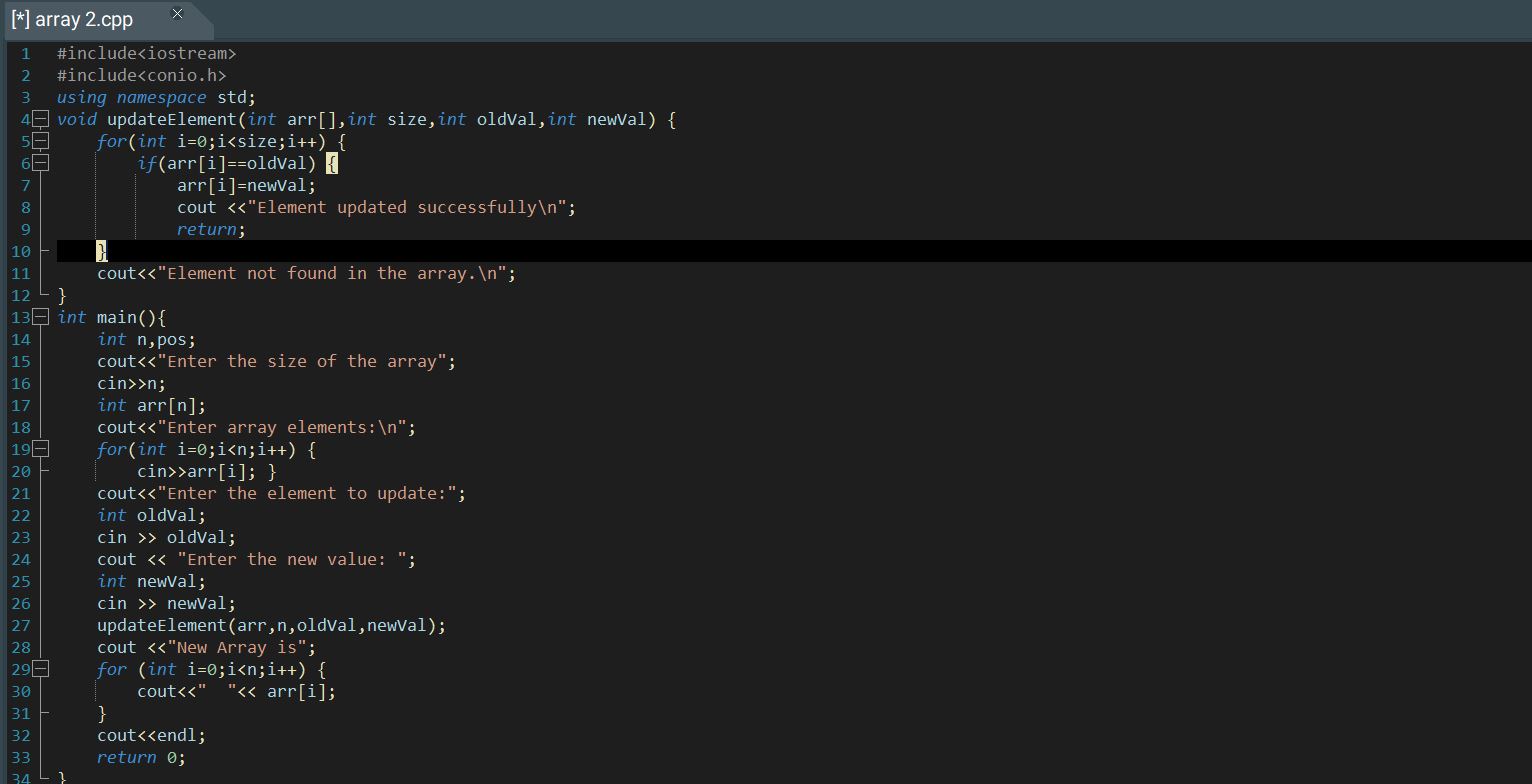 [*] array 2.cpp
1 #include<iostream>
2 #include<conio.h>
3 using namespace std;
4 void updateElement(int arr[],int size,int oldVal,int newVal) {
5     for(int i=0;i<size;i++) {
6         if(arr[i]==oldVal) {
7             arr[i]=newVal;
8             cout <<"Element updated successfully\n";
9             return;
10     }
11     cout<<"Element not found in the array.\n";
12 }
13 int main(){
14     int n,pos;
15     cout<<"Enter the size of the array";
16     cin>>n;
17     int arr[n];
18     cout<<"Enter array elements:\n";
19     for(int i=0;i<n;i++) {
20         cin>>arr[i]; }
21     cout<<"Enter the element to update:";
22     int oldVal;
23     cin >> oldVal;
24     cout << "Enter the new value: ";
25     int newVal;
26     cin >> newVal;
27     updateElement(arr,n,oldVal,newVal);
28     cout <<"New Array is";
29     for (int i=0;i<n;i++) {
30         cout<<"  "<< arr[i];
31     }
32     cout<<endl;
33     return 0;
34 }